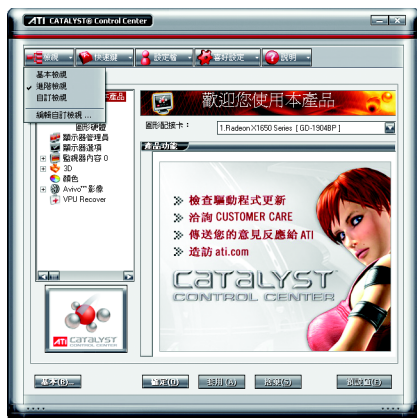 ATI CATALYST® Control Center
檢視
快速鍵
設定檔
喜好設定
說明
基本檢視
進階檢視
自訂檢視
編輯自訂檢視 ...
本產品
歡迎您使用本產品
圖形硬體
顯示器管理員
顯示器選項
監視器內容 0
3D
顏色
Avivo™ 影像
VPU Recover
圖形配接卡：
1.Radeon X1650 Series [ GD-1904BP ]
產品功能
檢查驅動程式更新
洽詢 CUSTOMER CARE
傳送您的意見反應給 ATI
造訪 ati.com
CATALYST
CONTROL CENTER
ATI CATALYST
CONTROL CENTER
基本(B)...
確定(O)
套用(A)
捨棄(S)
預設值(F)